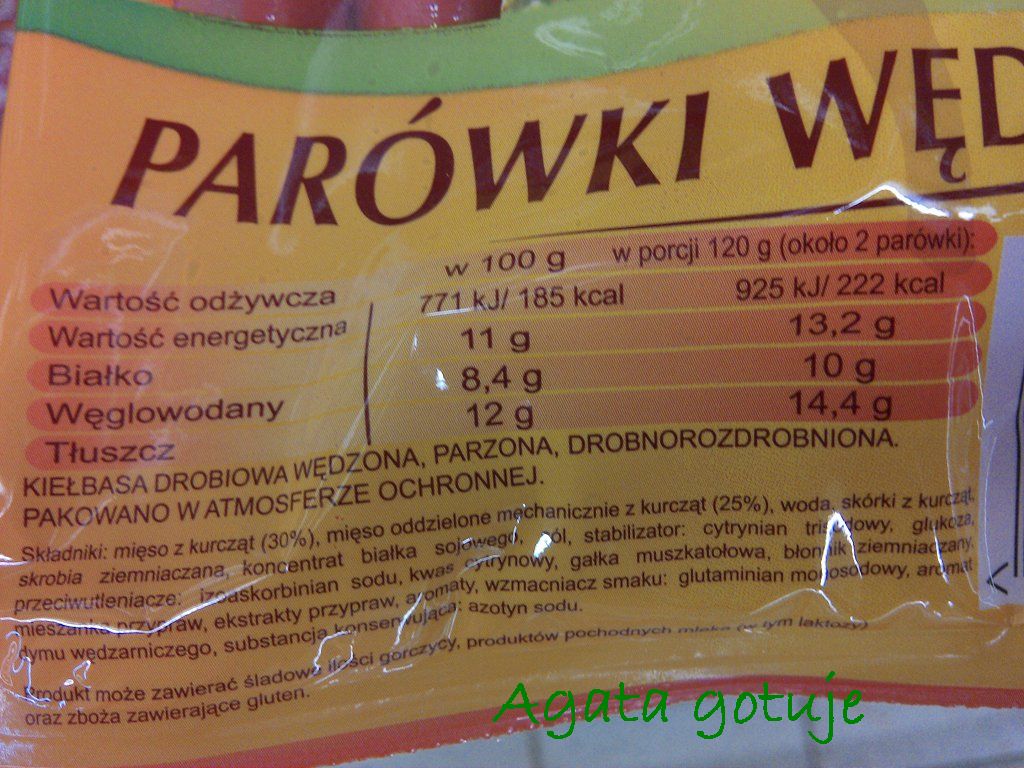 PARÓWKI WĘD
w 100 g w porcji 120 g (około 2 parówki):
Wartość odżywcza
Wartość energetyczna 771 kJ/ 185 kcal 925 kJ/ 222 kcal
Białko 11 g 13,2 g
Węglowodany 8,4 g 10 g
Tłuszcz 12 g 14,4 g
KIEŁBASA DROBIOWA WĘDZONA, PARZONA, DROBNOROZDROBNIONA.
PAKOWANO W ATMOSFERZE OCHRONNEJ.
Składniki: mięso z kurcząt (30%), mięso oddzielone mechanicznie z kurcząt (25%), woda, skórki z kurcząt,
skrobia ziemniaczana, koncentrat białka sojowego, sól, stabilizator: cytrynian trisodowy, glukoza,
przeciwutleniacze: izoaskorbinian sodu, kwas cytrynowy, gałka muszkatołowa, błonnik ziemniaczany,
mieszanka przypraw, ekstrakty przypraw, aromaty, wzmacniacz smaku: glutaminian monosodowy, aromat
dymu wędzarniczego, substancja konserwująca: azotyn sodu.
Produkt może zawierać śladowe ilości gorczycy, produktów pochodnych mleka (w tym laktozy)
oraz zboża zawierające gluten.
Agata gotuje